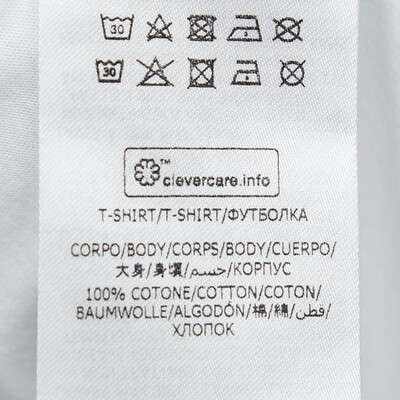 30
30
™
clevercare.info
T-SHIRT/T-SHIRT/ФУТБОЛКА
CORPO/BODY/CORPS/BODY/CUERPO/
大身/身頃/جسم/КОРПУС
100% COTONE/COTTON/COTON/
BAUMWOLLE/ALGODÓN/棉/綿/قطن/
ХЛОПОК